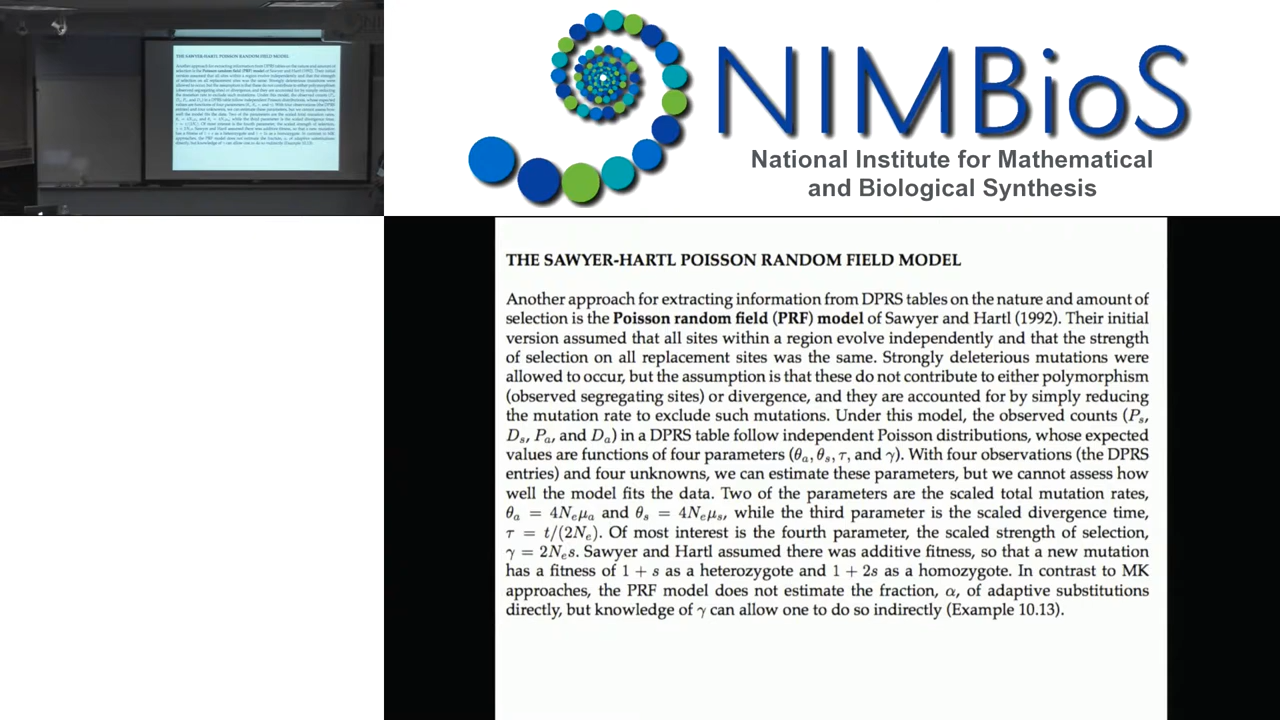 NIMBioS
National Institute for Mathematical
and Biological Synthesis
THE SAWYER-HARTL POISSON RANDOM FIELD MODEL
Another approach for extracting information from DPRS tables on the nature and amount of
selection is the Poisson random field (PRF) model of Sawyer and Hartl (1992). Their initial
version assumed that all sites within a region evolve independently and that the strength
of selection on all replacement sites was the same. Strongly deleterious mutations were
allowed to occur, but the assumption is that these do not contribute to either polymorphism
(observed segregating sites) or divergence, and they are accounted for by simply reducing
the mutation rate to exclude such mutations. Under this model, the observed counts (Pₛ,
Dₛ, Pₐ, and Dₐ) in a DPRS table follow independent Poisson distributions, whose expected
values are functions of four parameters (θₐ, θₛ, τ, and γ). With four observations (the DPRS
entries) and four unknowns, we can estimate these parameters, but we cannot assess how
well the model fits the data. Two of the parameters are the scaled total mutation rates,
θₐ = 4Nₑμₐ and θₛ = 4Nₑμₛ, while the third parameter is the scaled divergence time,
τ = t/(2Nₑ). Of most interest is the fourth parameter, the scaled strength of selection,
γ = 2Nₑs. Sawyer and Hartl assumed there was additive fitness, so that a new mutation
has a fitness of 1 + s as a heterozygote and 1 + 2s as a homozygote. In contrast to MK
approaches, the PRF model does not estimate the fraction, α, of adaptive substitutions
directly, but knowledge of γ can allow one to do so indirectly (Example 10.13).